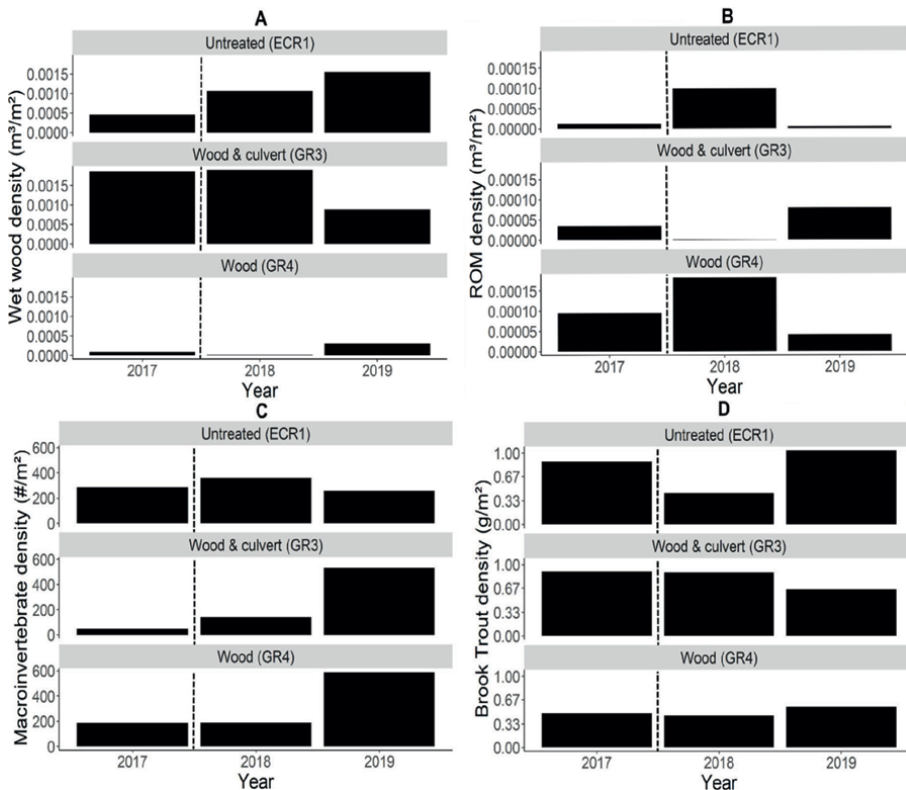 A
Untreated (ECR1)
0.0015
0.0010
0.0005
0.0000
Wood & culvert (GR3)
0.0015
0.0010
0.0005
0.0000
Wood (GR4)
0.0015
0.0010
0.0005
0.0000
Wet wood density (m³/m²)
2017 2018 2019
Year
B
Untreated (ECR1)
0.00015
0.00010
0.00005
0.00000
Wood & culvert (GR3)
0.00015
0.00010
0.00005
0.00000
Wood (GR4)
0.00015
0.00010
0.00005
0.00000
ROM density (m³/m²)
2017 2018 2019
Year
C
Untreated (ECR1)
600
400
200
0
Wood & culvert (GR3)
600
400
200
0
Wood (GR4)
600
400
200
0
Macroinvertebrate density (#/m²)
2017 2018 2019
Year
D
Untreated (ECR1)
1.00
0.67
0.33
0.00
Wood & culvert (GR3)
1.00
0.67
0.33
0.00
Wood (GR4)
1.00
0.67
0.33
0.00
Brook Trout density (g/m²)
2017 2018 2019
Year